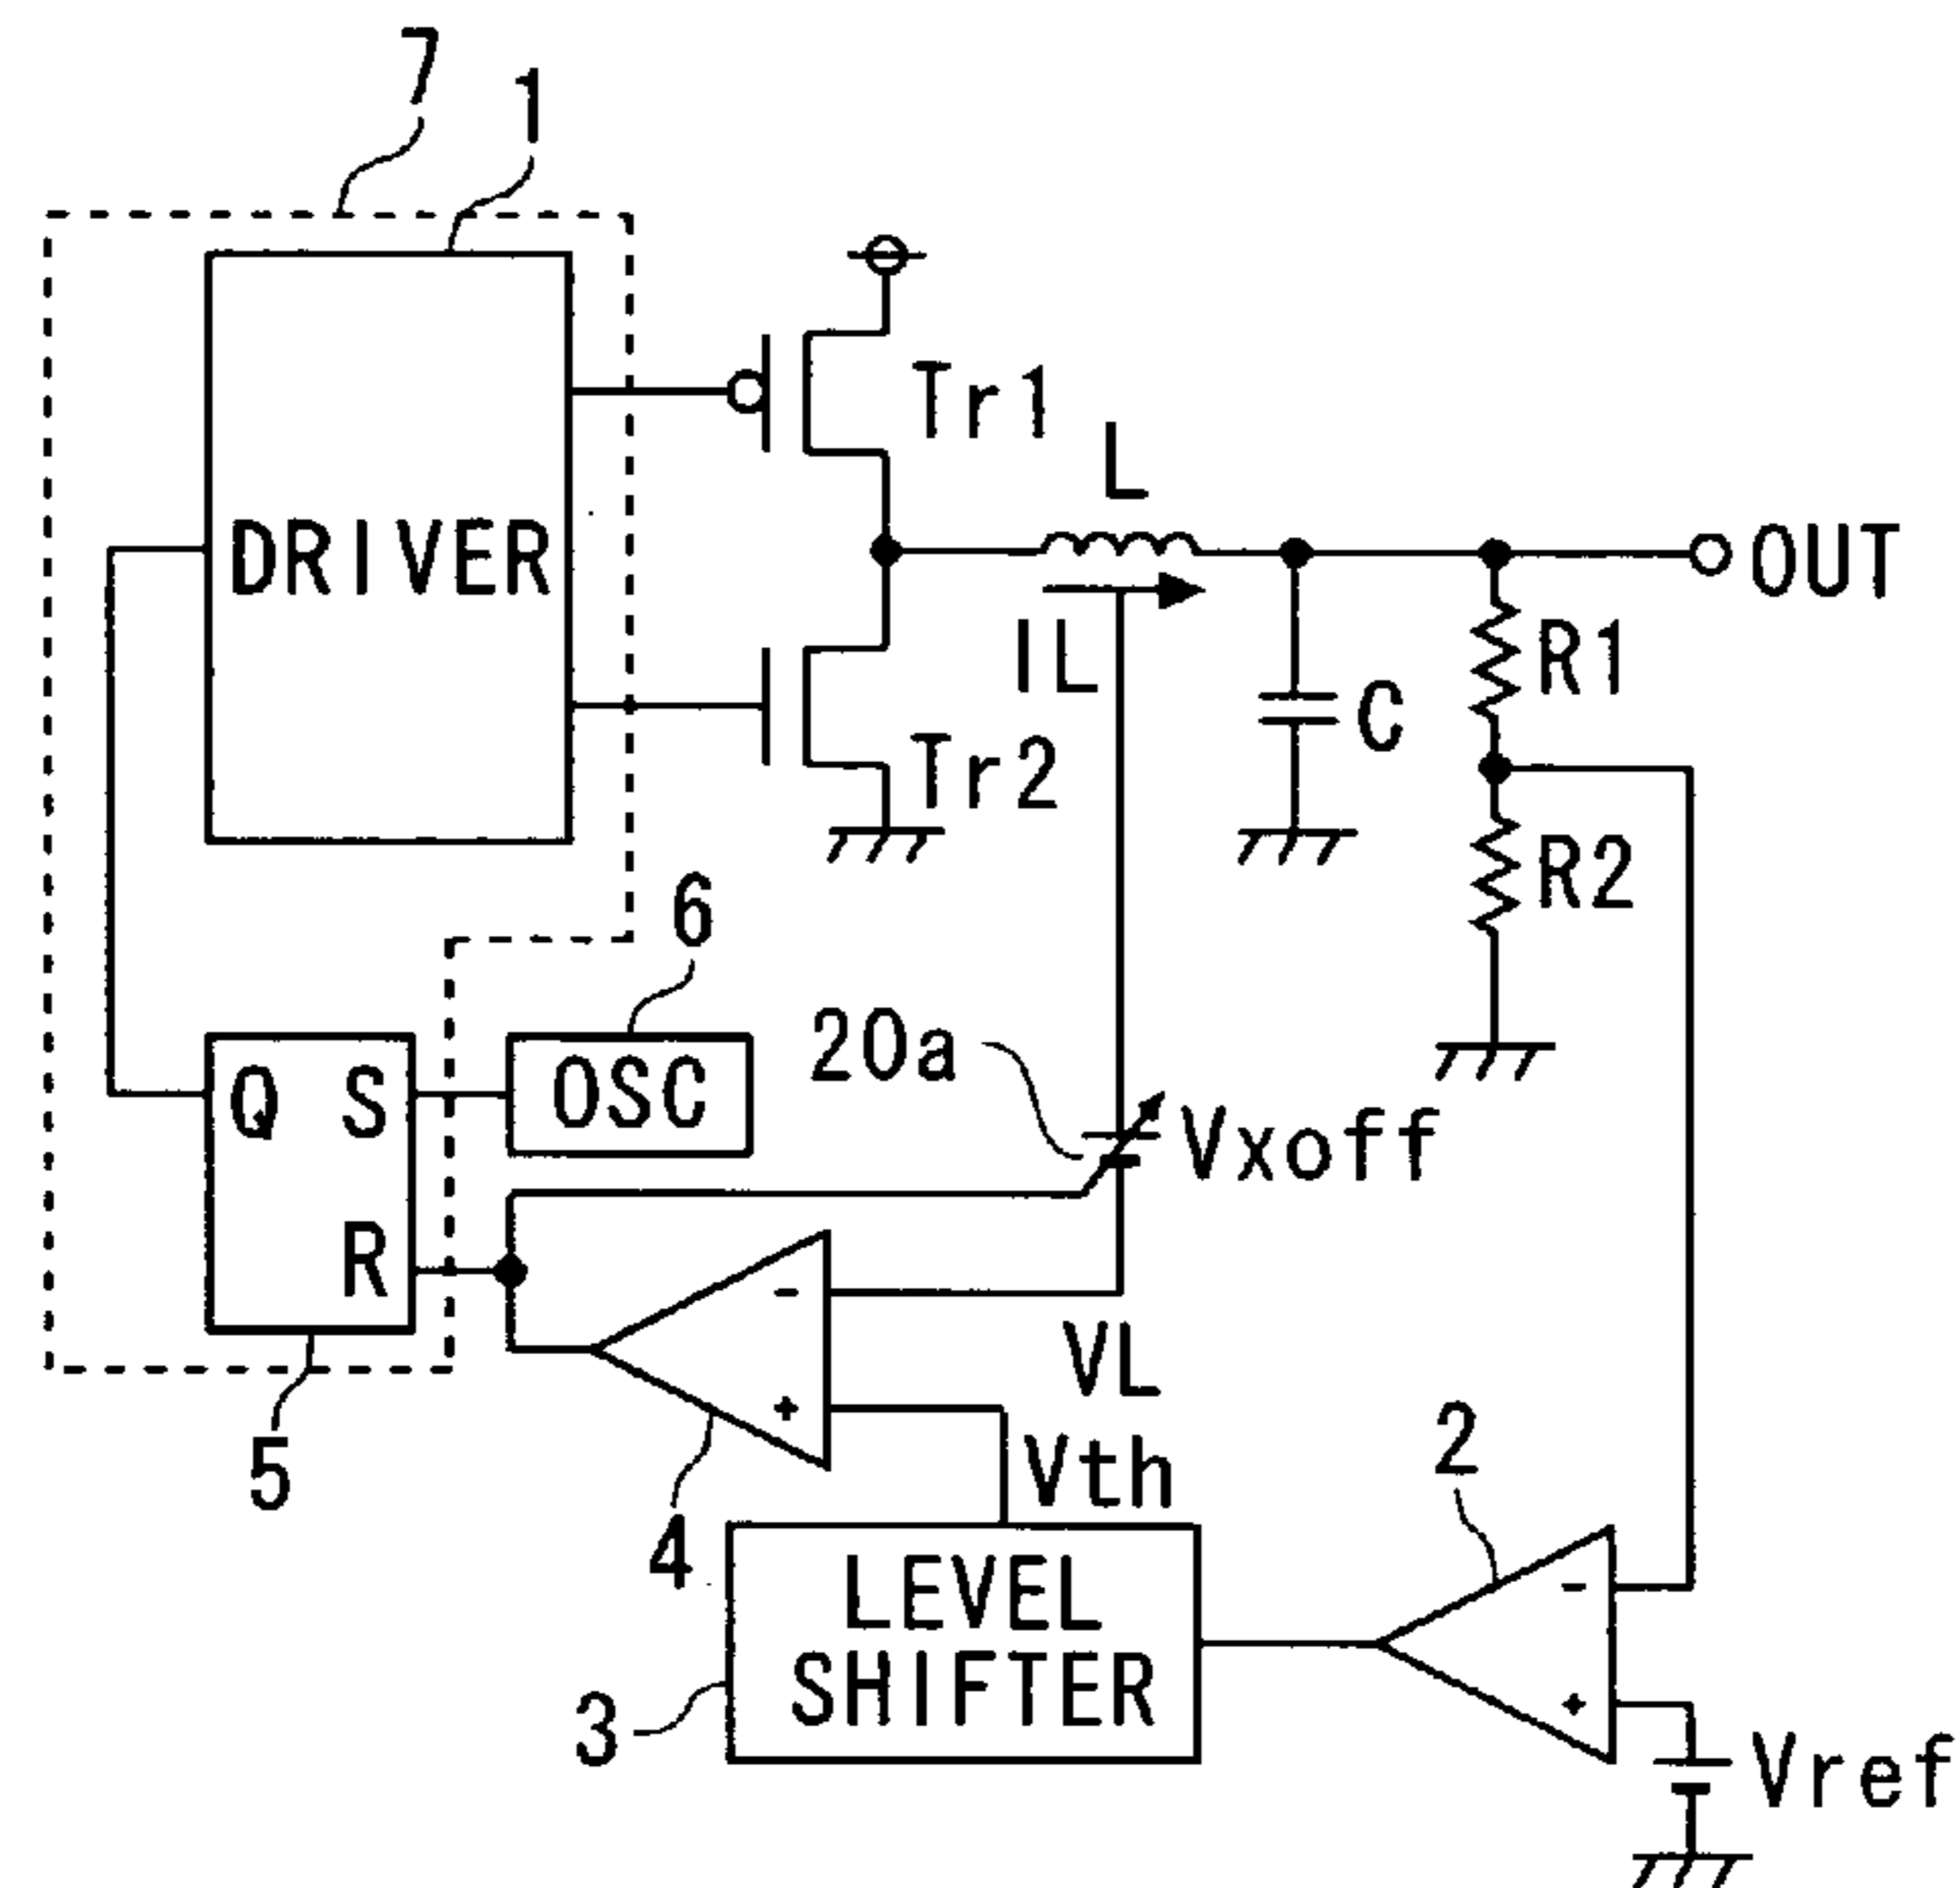 7
1
Tr1
L
DRIVER
OUT
IL
R1
C
Tr2
R2
6
20a
Q S
OSC
Vxoff
R
-
VL
+
5
Vth
2
4
LEVEL
SHIFTER
-
3
+
Vref